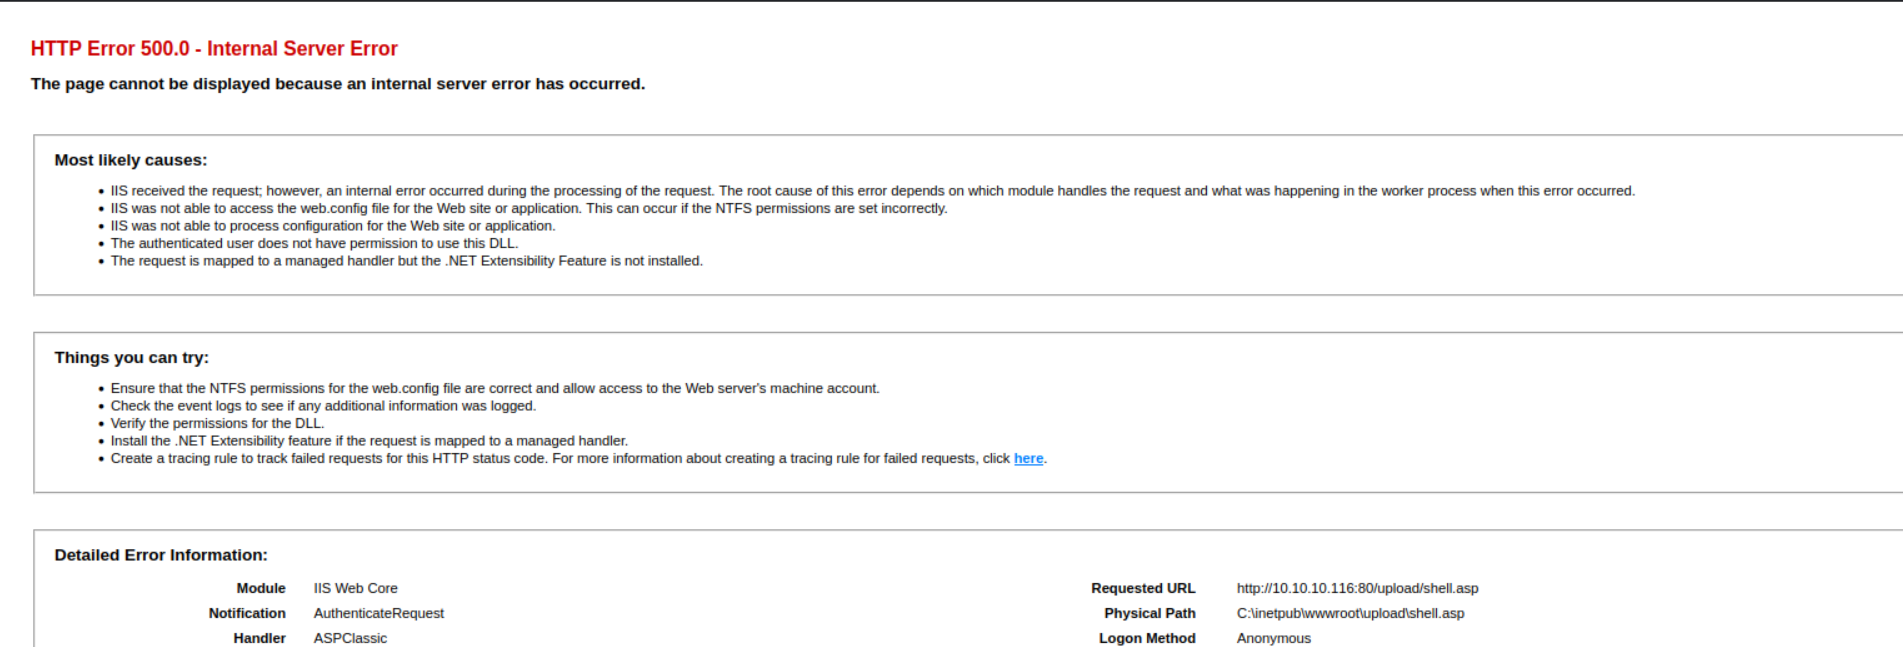 HTTP Error 500.0 - Internal Server Error
The page cannot be displayed because an internal server error has occurred.
Most likely causes:
• IIS received the request; however, an internal error occurred during the processing of the request. The root cause of this error depends on which module handles the request and what was happening in the worker process when this error occurred.
• IIS was not able to access the web.config file for the Web site or application. This can occur if the NTFS permissions are set incorrectly.
• IIS was not able to process configuration for the Web site or application.
• The authenticated user does not have permission to use this DLL.
• The request is mapped to a managed handler but the .NET Extensibility Feature is not installed.
Things you can try:
• Ensure that the NTFS permissions for the web.config file are correct and allow access to the Web server's machine account.
• Check the event logs to see if any additional information was logged.
• Verify the permissions for the DLL.
• Install the .NET Extensibility feature if the request is mapped to a managed handler.
• Create a tracing rule to track failed requests for this HTTP status code. For more information about creating a tracing rule for failed requests, click here.
Detailed Error Information:
Module IIS Web Core
Notification AuthenticateRequest
Handler ASPClassic
Requested URL http://10.10.10.116:80/upload/shell.asp
Physical Path C:\inetpub\wwwroot\upload\shell.asp
Logon Method Anonymous